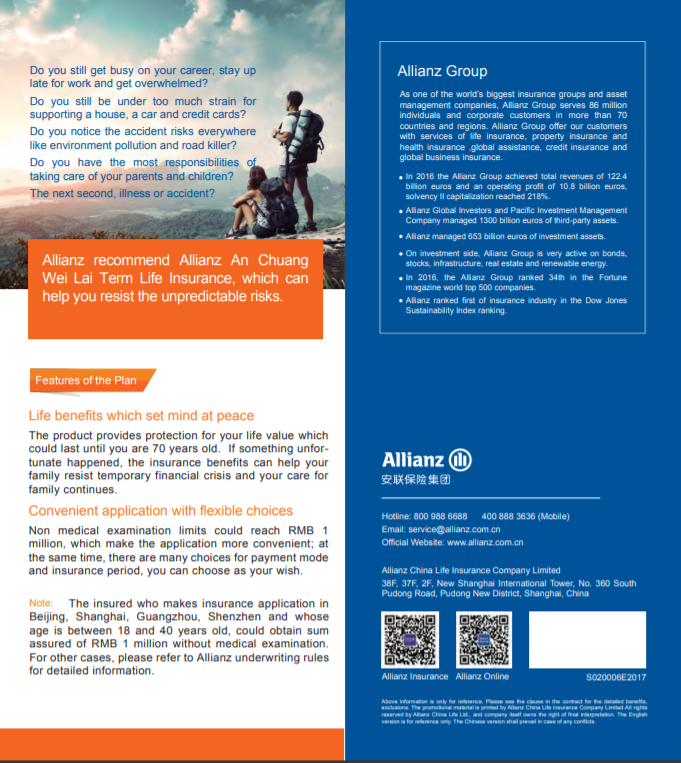 Do you still get busy on your career, stay up
late for work and get overwhelmed?
Do you still be under too much strain for
supporting a house, a car and credit cards?
Do you notice the accident risks everywhere
like environment pollution and road killer?
Do you have the most responsibilities of
taking care of your parents and children?
The next second, illness or accident?
Allianz recommend Allianz An Chuang
Wei Lai Term Life Insurance, which can
help you resist the unpredictable risks.
Features of the Plan
Life benefits which set mind at peace
The product provides protection for your life value which
could last until you are 70 years old. If something unfor-
tunate happened, the insurance benefits can help your
family resist temporary financial crisis and your care for
family continues.
Convenient application with flexible choices
Non medical examination limits could reach RMB 1
million, which make the application more convenient; at
the same time, there are many choices for payment mode
and insurance period, you can choose as your wish.
Note: The insured who makes insurance application in
Beijing, Shanghai, Guangzhou, Shenzhen and whose
age is between 18 and 40 years old, could obtain sum
assured of RMB 1 million without medical examination.
For other cases, please refer to Allianz underwriting rules
for detailed information.
Allianz Group
As one of the world's biggest insurance groups and asset
management companies, Allianz Group serves 86 million
individuals and corporate customers in more than 70
countries and regions. Allianz Group offer our customers
with services of life insurance, property insurance and
health insurance ,global assistance, credit insurance and
global business insurance.
• In 2016 the Allianz Group achieved total revenues of 122.4
billion euros and an operating profit of 10.8 billion euros,
solvency II capitalization reached 218%.
• Allianz Global Investors and Pacific Investment Management
Company managed 1300 billion euros of third-party assets.
• Allianz managed 653 billion euros of investment assets.
• On investment side, Allianz Group is very active on bonds,
stocks, infrastructure, real estate and renewable energy.
• In 2016, the Allianz Group ranked 34th in the Fortune
magazine world top 500 companies.
• Allianz ranked first of insurance industry in the Dow Jones
Sustainability Index ranking.
Allianz
安联保险集团
Hotline: 800 988 6688 400 888 3636 (Mobile)
Email: service@allianz.com.cn
Official Website: www.allianz.com.cn
Allianz China Life Insurance Company Limited
38F, 37F, 2F, New Shanghai International Tower, No. 360 South
Pudong Road, Pudong New District, Shanghai, China
Allianz Insurance Allianz Online S020006E2017
Above information is only for reference. Please see the clause in the contract for the detailed benefits,
exclusions. The promotional material is printed by Allianz China Life Insurance Company Limited.All rights
reserved by Allianz China Life Ltd., and company itself owns the right of final interpretation. The English
version is for reference only. The Chinese version shall prevail in case of any conflicts.